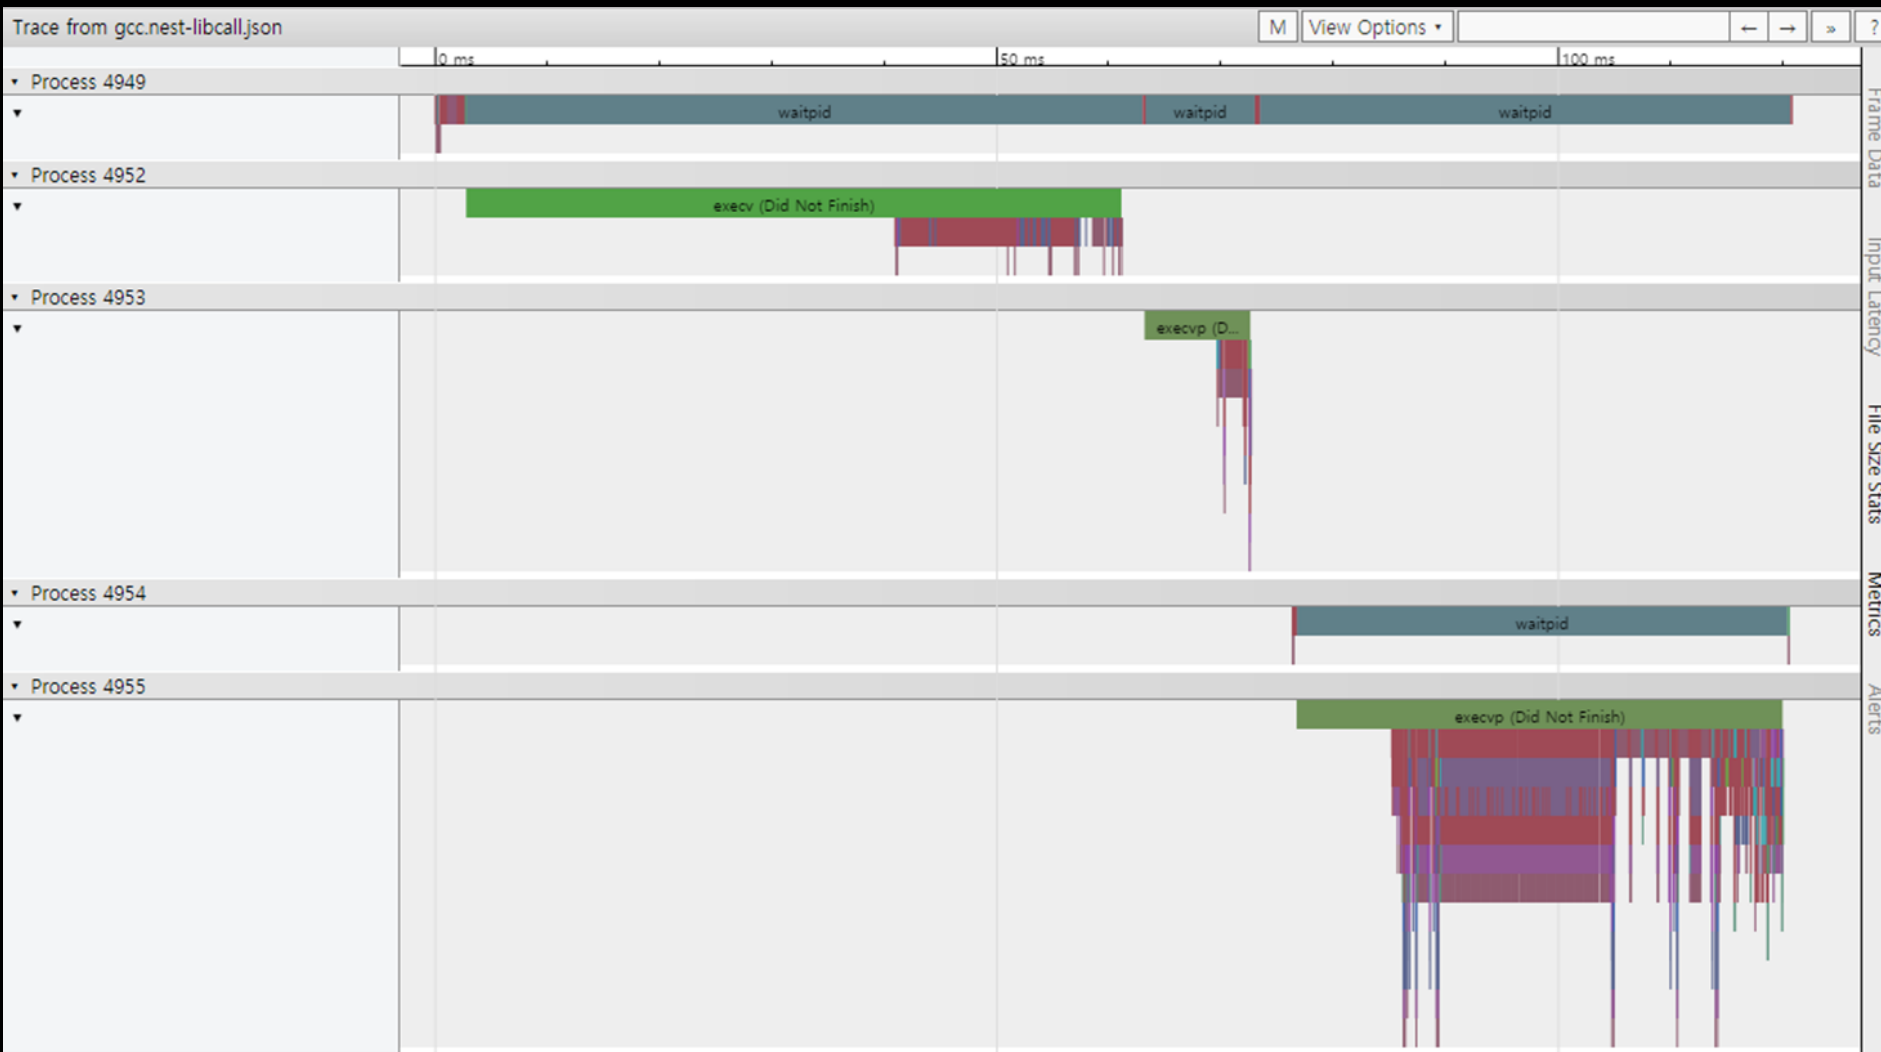 Trace from gcc.nest-libcall.json
M View Options ▾ ← → » ?
0 ms 50 ms 100 ms
Process 4949
waitpid waitpid waitpid
Process 4952
execv (Did Not Finish)
Process 4953
execvp (D...
Process 4954
waitpid
Process 4955
execvp (Did Not Finish)
Frame Data
Input Latency
File Size Stats
Metrics
Alerts